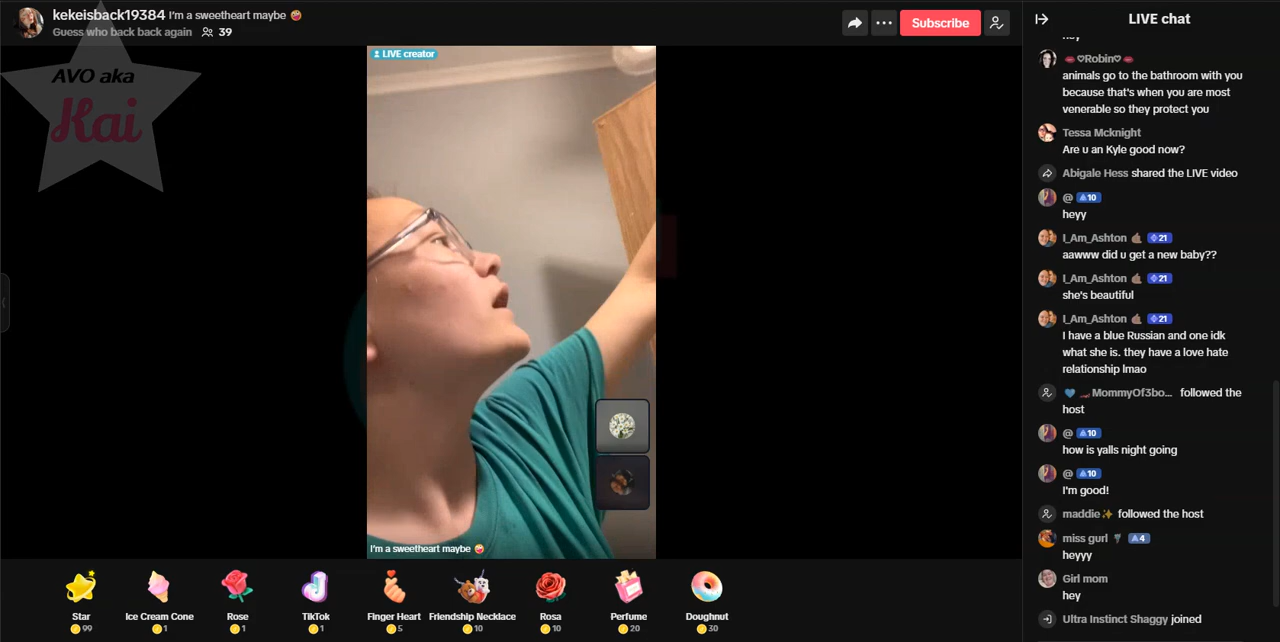 kekeisback19384 I'm a sweetheart maybe 🤪
Guess who back back again 39
Subscribe
AVO aka
Kai
LIVE creator
I'm a sweetheart maybe 🤪
Star
99
Ice Cream Cone
1
Rose
1
TikTok
1
Finger Heart
5
Friendship Necklace
10
Rosa
10
Perfume
20
Doughnut
30
LIVE chat
hey
🫦♡Robin♡🫦
animals go to the bathroom with you
because that's when you are most
venerable so they protect you
Tessa Mcknight
Are u an Kyle good now?
Abigale Hess shared the LIVE video
@ 10
heyy
I_Am_Ashton 21
aawww did u get a new baby??
I_Am_Ashton 21
she's beautiful
I_Am_Ashton 21
I have a blue Russian and one idk
what she is. they have a love hate
relationship lmao
MommyOf3bo... followed the
host
@ 10
how is yalls night going
@ 10
I'm good!
maddie✨ followed the host
miss gurl 4
heyyy
Girl mom
hey
Ultra Instinct Shaggy joined